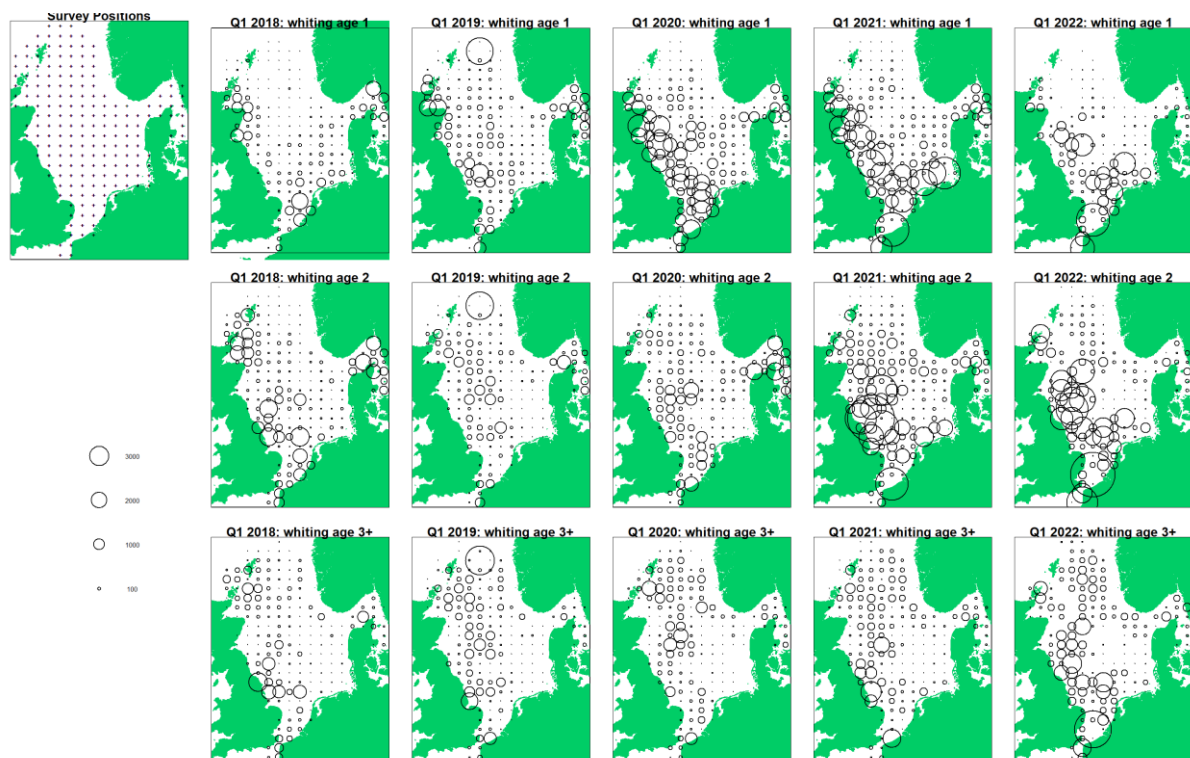 Survey Positions
Q1 2018: whiting age 1
Q1 2019: whiting age 1
Q1 2020: whiting age 1
Q1 2021: whiting age 1
Q1 2022: whiting age 1
Q1 2018: whiting age 2
Q1 2019: whiting age 2
Q1 2020: whiting age 2
Q1 2021: whiting age 2
Q1 2022: whiting age 2
3000
2000
1000
100
Q1 2018: whiting age 3+
Q1 2019: whiting age 3+
Q1 2020: whiting age 3+
Q1 2021: whiting age 3+
Q1 2022: whiting age 3+